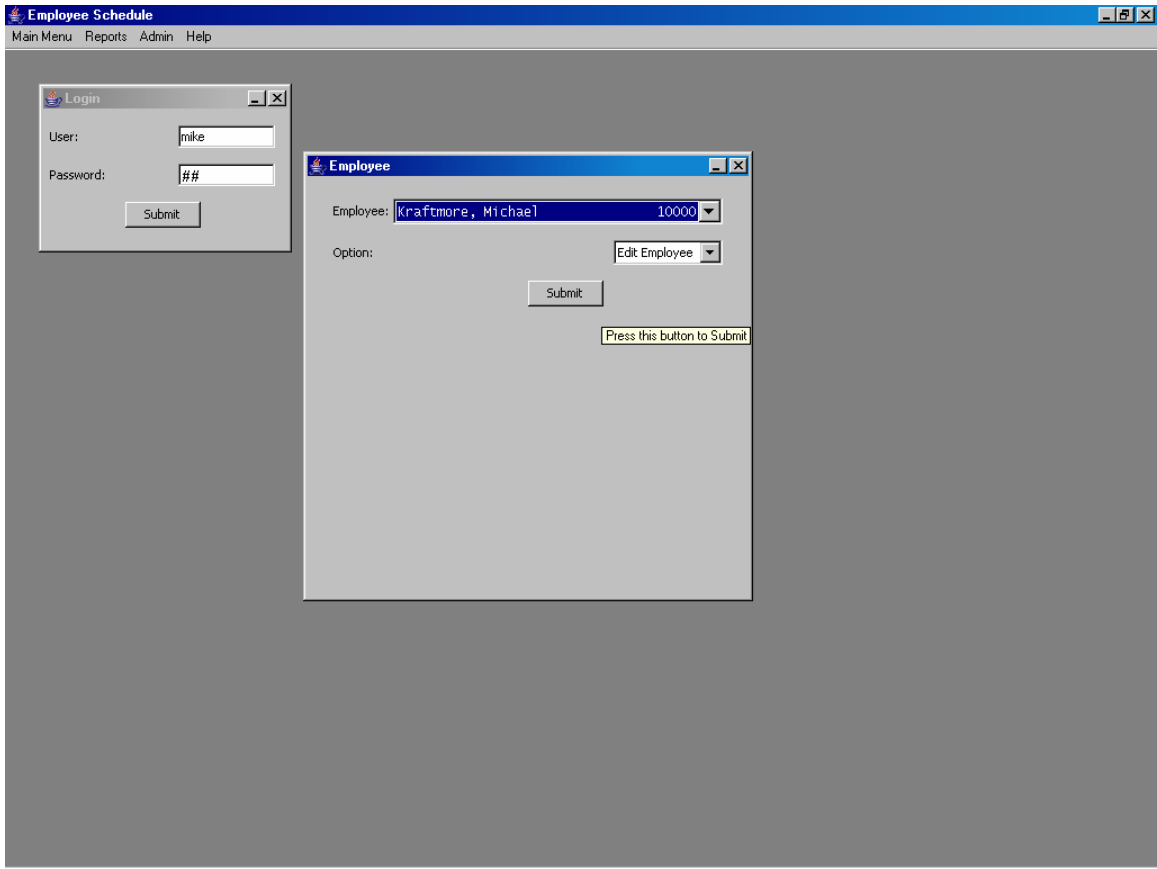 Employee Schedule
Main Menu Reports Admin Help
Login
User: mike
Password: ##
Submit
Employee
Employee: Kraftmore, Michael 10000
Option: Edit Employee
Submit
Press this button to Submit